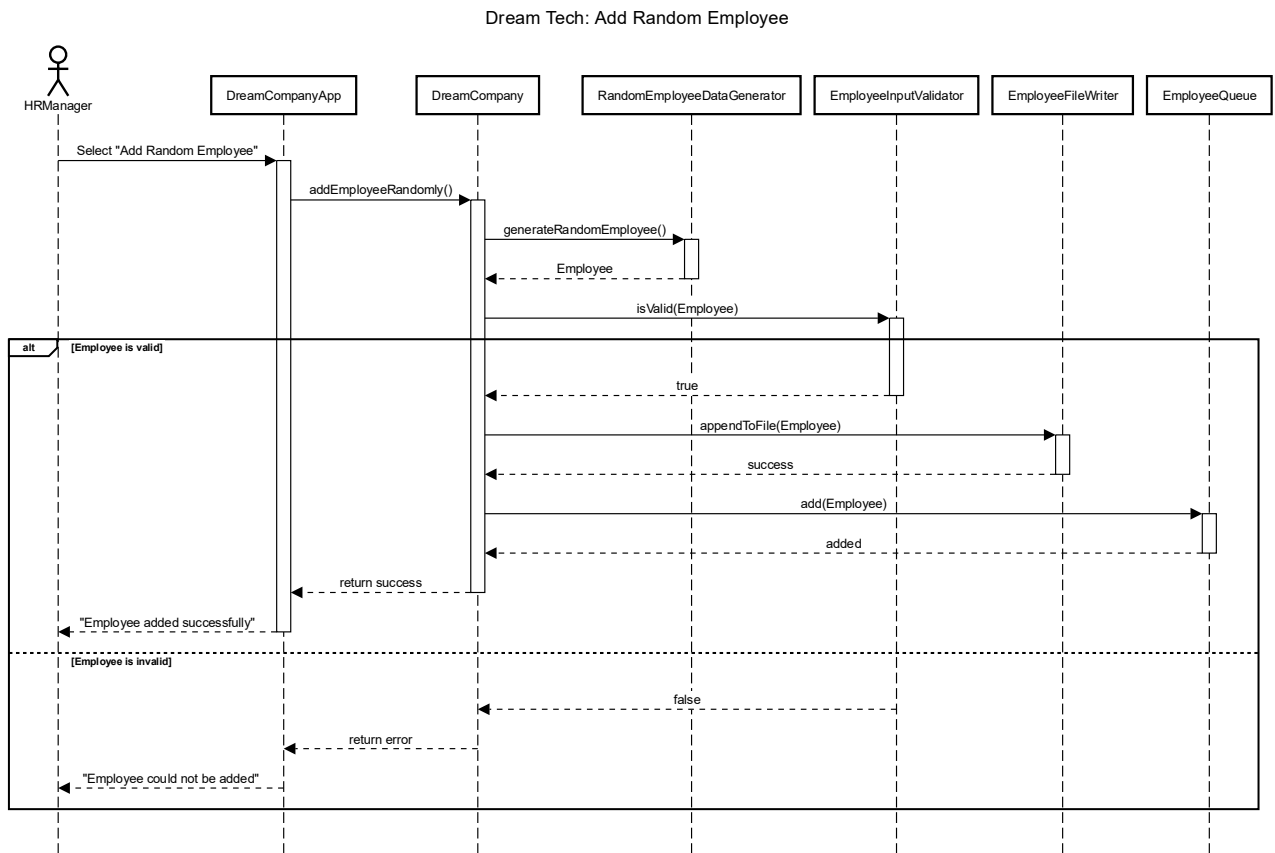 Dream Tech: Add Random Employee
HRManager
DreamCompanyApp
DreamCompany
RandomEmployeeDataGenerator
EmployeeInputValidator
EmployeeFileWriter
EmployeeQueue
Select "Add Random Employee"
addEmployeeRandomly()
generateRandomEmployee()
Employee
isValid(Employee)
alt
[Employee is valid]
true
appendToFile(Employee)
success
add(Employee)
added
return success
"Employee added successfully"
[Employee is invalid]
false
return error
"Employee could not be added"